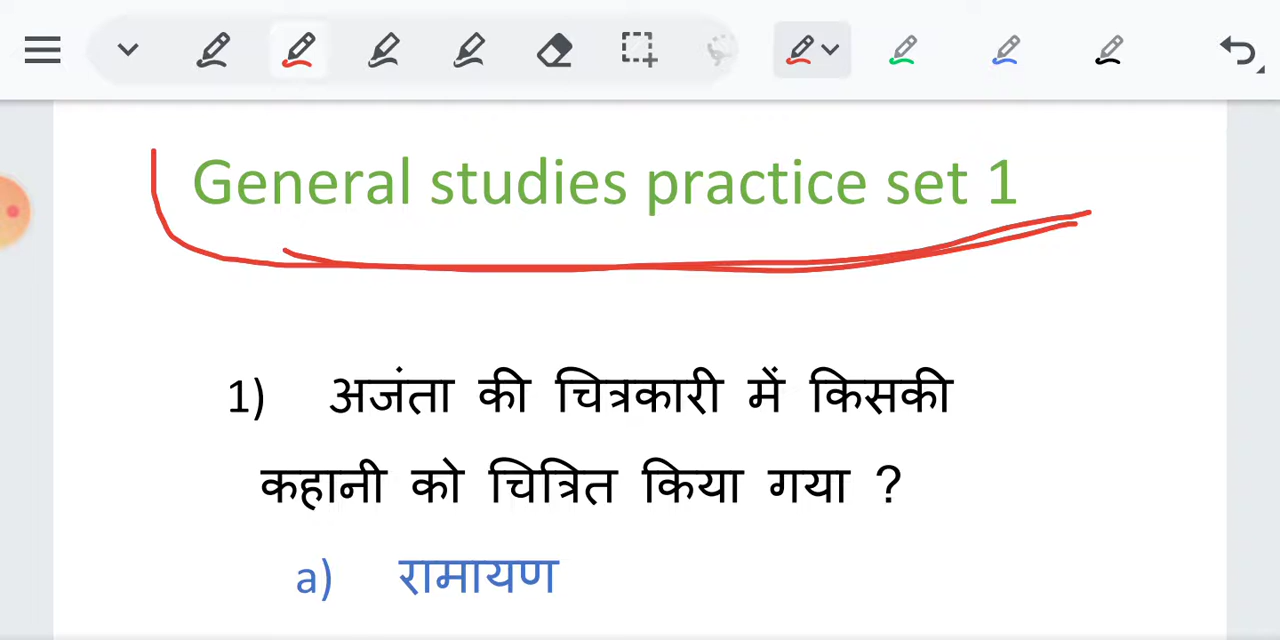 General studies practice set 1
1) अजंता की चित्रकारी में किसकी
कहानी को चित्रित किया गया ?
a) रामायण